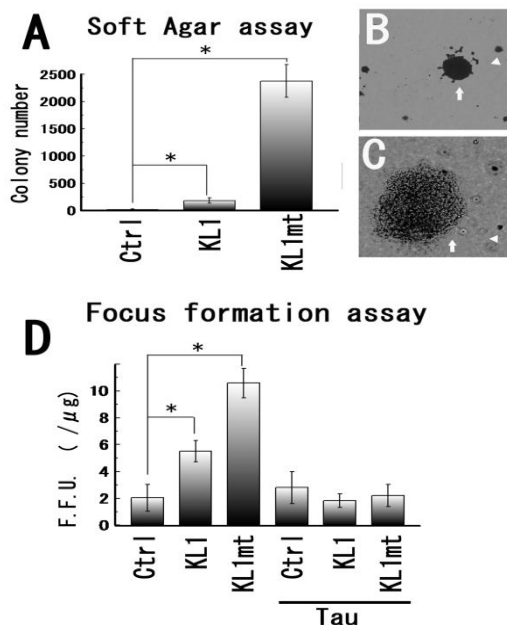 A
Soft Agar assay
B
*
*
Colony number
2500
2000
1500
1000
500
0
Ctrl
KL1
KL1mt
C
Focus formation assay
D
*
*
F.F.U. (/μg)
10
8
6
4
2
0
Ctrl
KL1
KL1mt
Ctrl
KL1
KL1mt
Tau